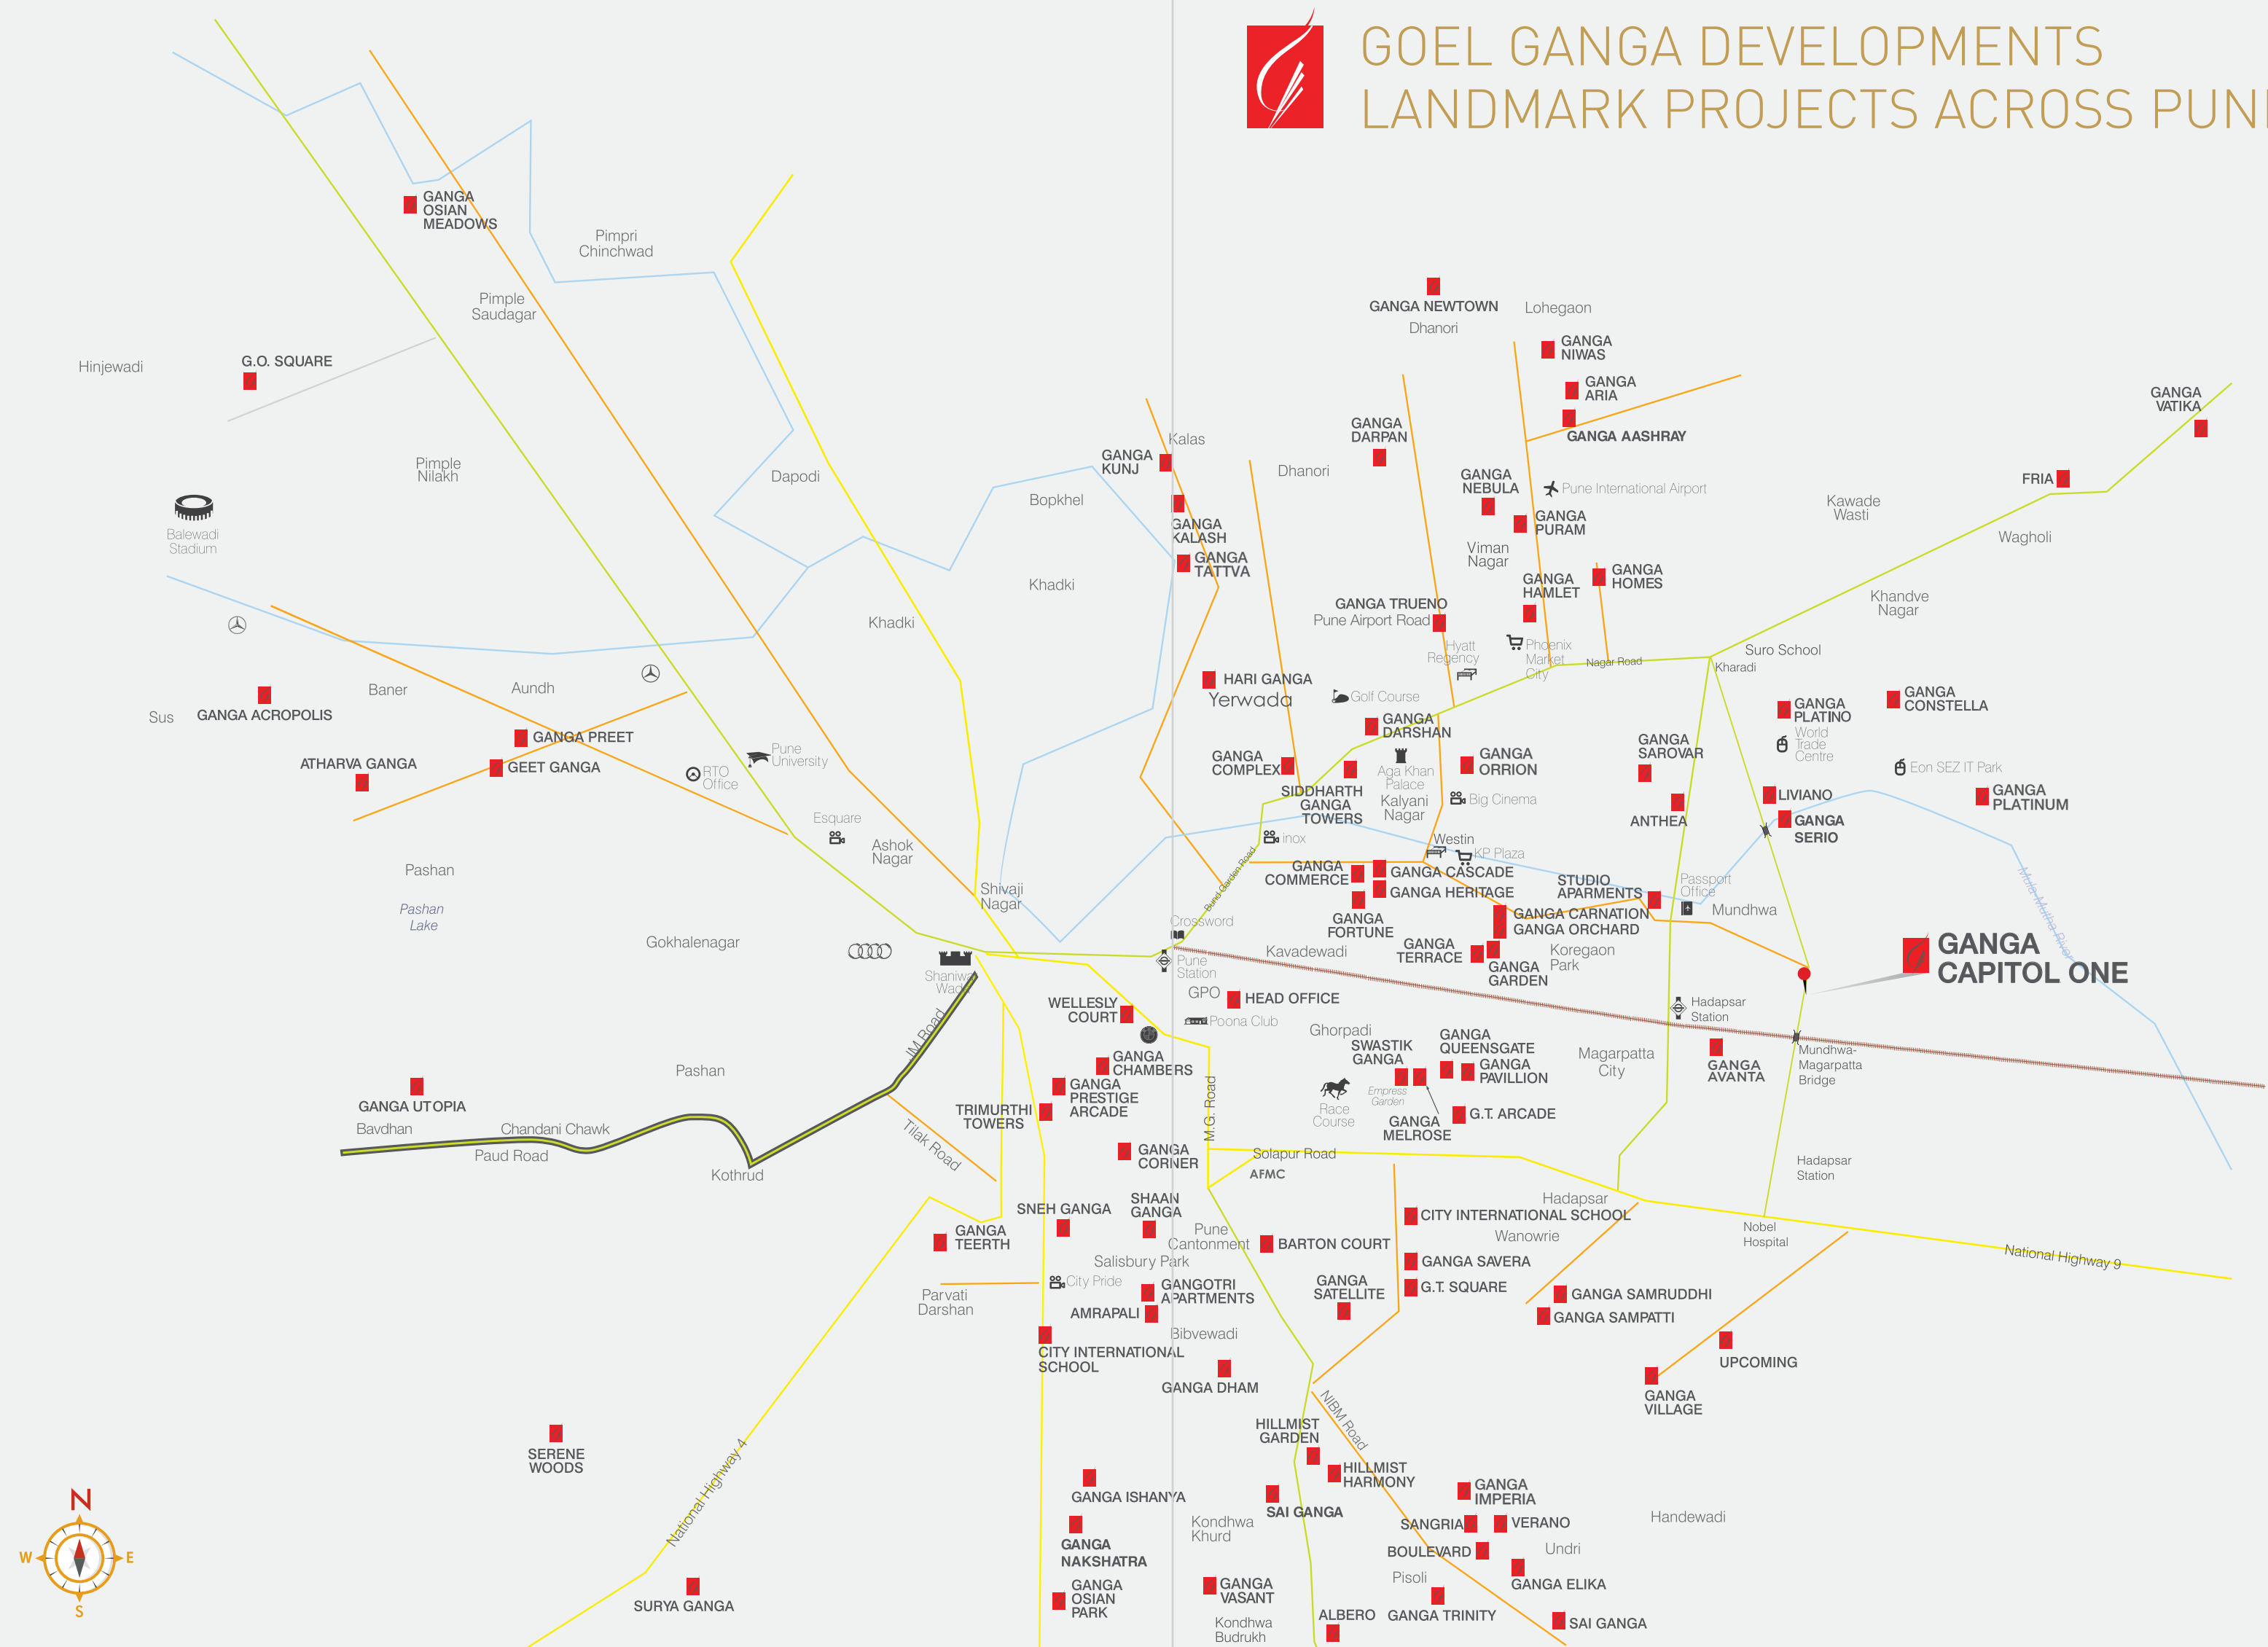 GOEL GANGA DEVELOPMENTS
LANDMARK PROJECTS ACROSS PUN
GANGA
OSIAN
MEADOWS
Pimpri
Chinchwad
Pimple
Saudagar
GANGA NEWTOWN
Dhanori
Lohegaon
GANGA
NIWAS
GANGA
ARIA
GANGA AASHRAY
Hinjewadi
G.O. SQUARE
GANGA
VATIKA
GANGA
DARPAN
Kalas
GANGA
KUNJ
Dhanori
Pimple
Nilakh
Dapodi
Bopkhel
GANGA
NEBULA
Pune International Airport
FRIA
Kawade
Wasti
GANGA
PURAM
GANGA
KALASH
Balewadi
Stadium
Wagholi
Viman
Nagar
GANGA
TATTVA
GANGA
HOMES
GANGA
HAMLET
Khadki
Khadki
Khandve
Nagar
GANGA TRUENO
Pune Airport Road
Hyatt
Regency
Phoenix
Market
City
Nagar Road
Suro School
Kharadi
HARI GANGA
Yerwada
Golf Course
Baner
Aundh
Sus
GANGA ACROPOLIS
GANGA
PLATINO
GANGA
CONSTELLA
World
Trade
Centre
GANGA
DARSHAN
GANGA PREET
GEET GANGA
ATHARVA GANGA
Pune
University
RTO
Office
GANGA
COMPLEX
GANGA
ORRION
GANGA
SAROVAR
Aga Khan
Palace
Eon SEZ IT Park
SIDDHARTH
GANGA
TOWERS
Kalyani
Nagar
Big Cinema
LIVIANO
GANGA
PLATINUM
ANTHEA
GANGA
SERIO
Esquare
Ashok
Nagar
inox
Westin
KP Plaza
Bund Garden Road
Pashan
GANGA
COMMERCE
GANGA CASCADE
GANGA HERITAGE
STUDIO
APARMENTS
Passport
Office
Mundhwa
Mula-Mutha River
Shivaji
Nagar
Pashan
Lake
Crossword
GANGA
FORTUNE
GANGA CARNATION
GANGA ORCHARD
Gokhalenagar
Kavadewadi
GANGA
TERRACE
Koregaon
Park
GANGA
CAPITOL ONE
Shaniwar
Wada
Pune
Station
GANGA
GARDEN
GPO
HEAD OFFICE
WELLESLY
COURT
Poona Club
Hadapsar
Station
JM Road
Ghorpadi
GANGA
QUEENSGATE
SWASTIK
GANGA
GANGA
PAVILLION
Magarpatta
City
Mundhwa-
Magarpatta
Bridge
GANGA
AVANTA
GANGA
CHAMBERS
Pashan
GANGA
PRESTIGE
ARCADE
M.G. Road
Race
Course
Empress
Garden
GANGA UTOPIA
Bavdhan
TRIMURTHI
TOWERS
G.T. ARCADE
GANGA
MELROSE
Chandani Chawk
Paud Road
Tilak Road
Kothrud
GANGA
CORNER
Solapur Road
AFMC
Hadapsar
Station
SNEH GANGA
SHAAN
GANGA
Hadapsar
CITY INTERNATIONAL SCHOOL
Wanowrie
Nobel
Hospital
GANGA
TEERTH
Pune
Cantonment
BARTON COURT
National Highway 9
Salisbury Park
GANGA SAVERA
City Pride
GANGOTRI
APARTMENTS
GANGA
SATELLITE
G.T. SQUARE
GANGA SAMRUDDHI
Parvati
Darshan
AMRAPALI
GANGA SAMPATTI
Bibvewadi
CITY INTERNATIONAL
SCHOOL
UPCOMING
GANGA DHAM
GANGA
VILLAGE
NIBM Road
HILLMIST
GARDEN
SERENE
WOODS
National Highway 4
HILLMIST
HARMONY
GANGA ISHANYA
GANGA
IMPERIA
SAI GANGA
N
W
E
S
Kondhwa
Khurd
SANGRIA
VERANO
Handewadi
GANGA
NAKSHATRA
BOULEVARD
Undri
Pisoli
GANGA ELIKA
SURYA GANGA
GANGA
OSIAN
PARK
GANGA
VASANT
ALBERO
GANGA TRINITY
SAI GANGA
Kondhwa
Budrukh